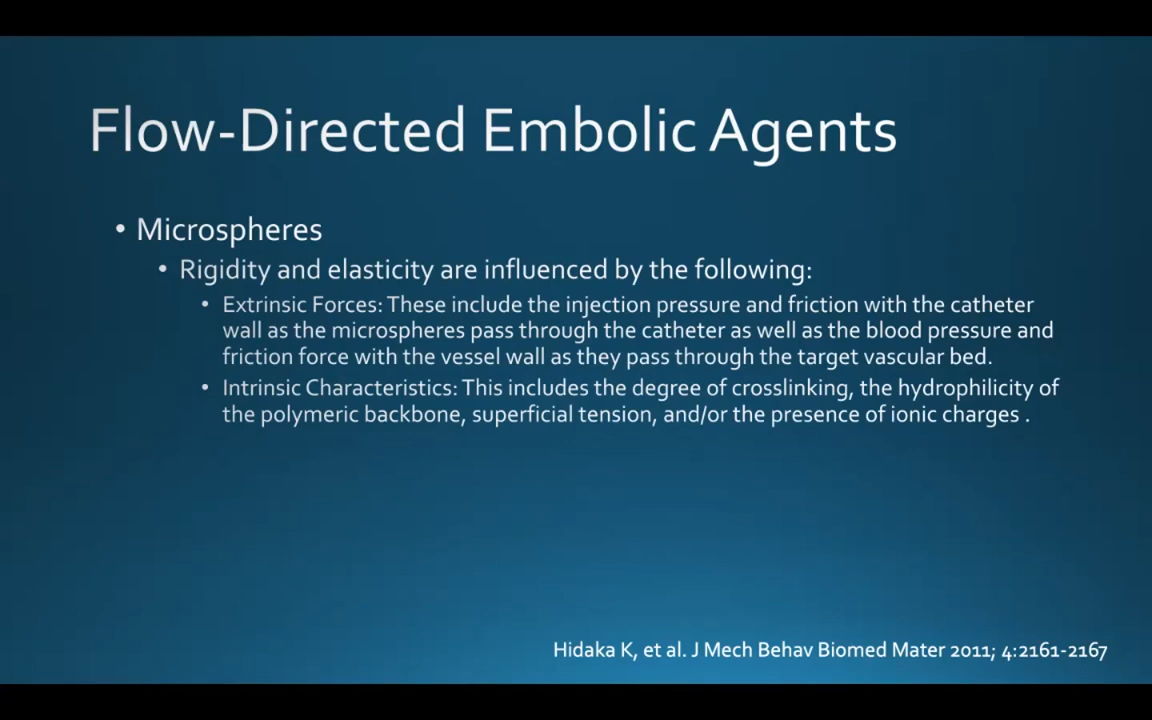 Flow-Directed Embolic Agents
• Microspheres
• Rigidity and elasticity are influenced by the following:
• Extrinsic Forces: These include the injection pressure and friction with the catheter
wall as the microspheres pass through the catheter as well as the blood pressure and
friction force with the vessel wall as they pass through the target vascular bed.
• Intrinsic Characteristics: This includes the degree of crosslinking, the hydrophilicity of
the polymeric backbone, superficial tension, and/or the presence of ionic charges .
Hidaka K, et al. J Mech Behav Biomed Mater 2011; 4:2161-2167